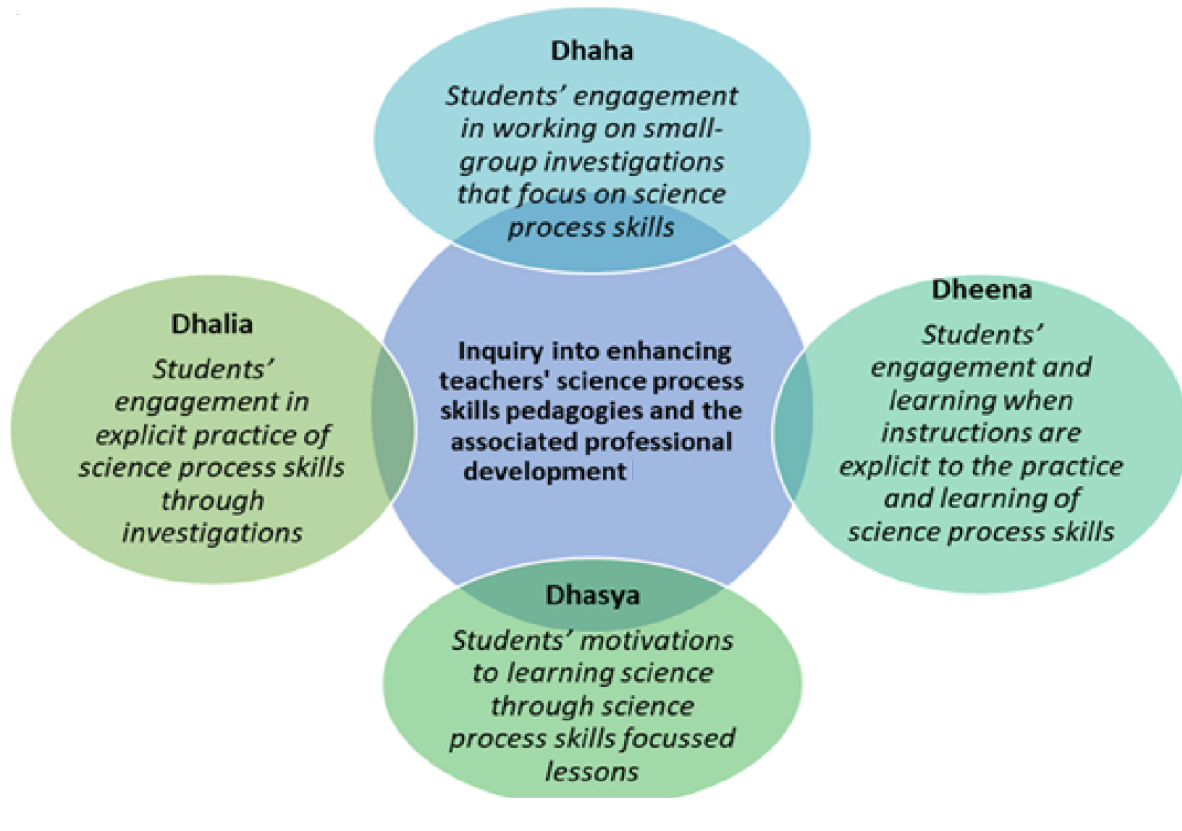 Dhaha
Students’ engagement
in working on small-
group investigations
that focus on science
process skills
Dhalia
Students’
engagement in
explicit practice of
science process skills
through
investigations
Inquiry into enhancing
teachers' science process
skills pedagogies and the
associated professional
development
Dheena
Students’
engagement and
learning when
instructions are
explicit to the practice
and learning of
science process skills
Dhasya
Students’ motivations
to learning science
through science
process skills focussed
lessons